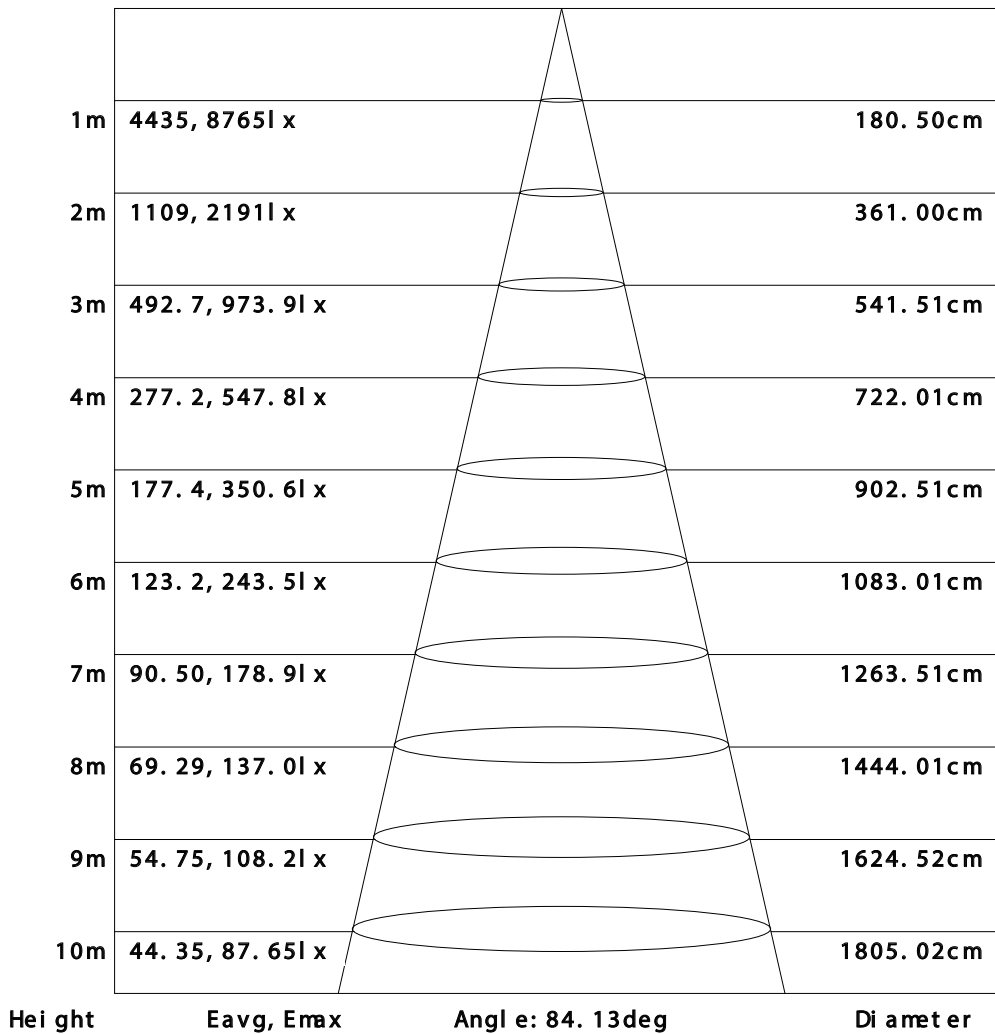 1m 4435, 8765lx 180.50cm
2m 1109, 2191lx 361.00cm
3m 492.7, 973.9lx 541.51cm
4m 277.2, 547.8lx 722.01cm
5m 177.4, 350.6lx 902.51cm
6m 123.2, 243.5lx 1083.01cm
7m 90.50, 178.9lx 1263.51cm
8m 69.29, 137.0lx 1444.01cm
9m 54.75, 108.2lx 1624.52cm
10m 44.35, 87.65lx 1805.02cm
Height Eavg, Emax Angle: 84.13deg Diameter